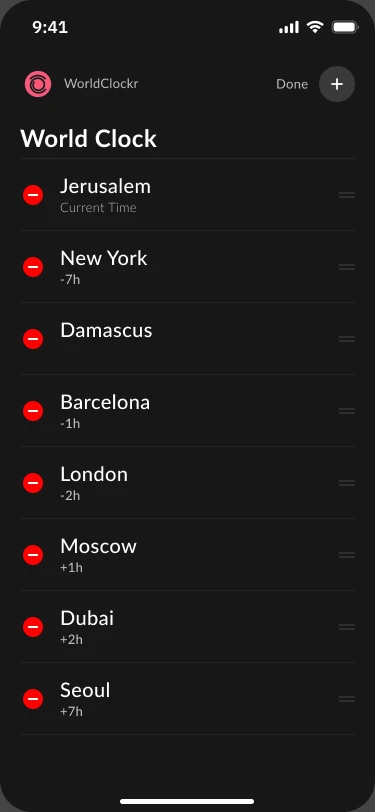 9:41
WorldClockr
Done
World Clock
Jerusalem
Current Time
New York
-7h
Damascus
Barcelona
-1h
London
-2h
Moscow
+1h
Dubai
+2h
Seoul
+7h